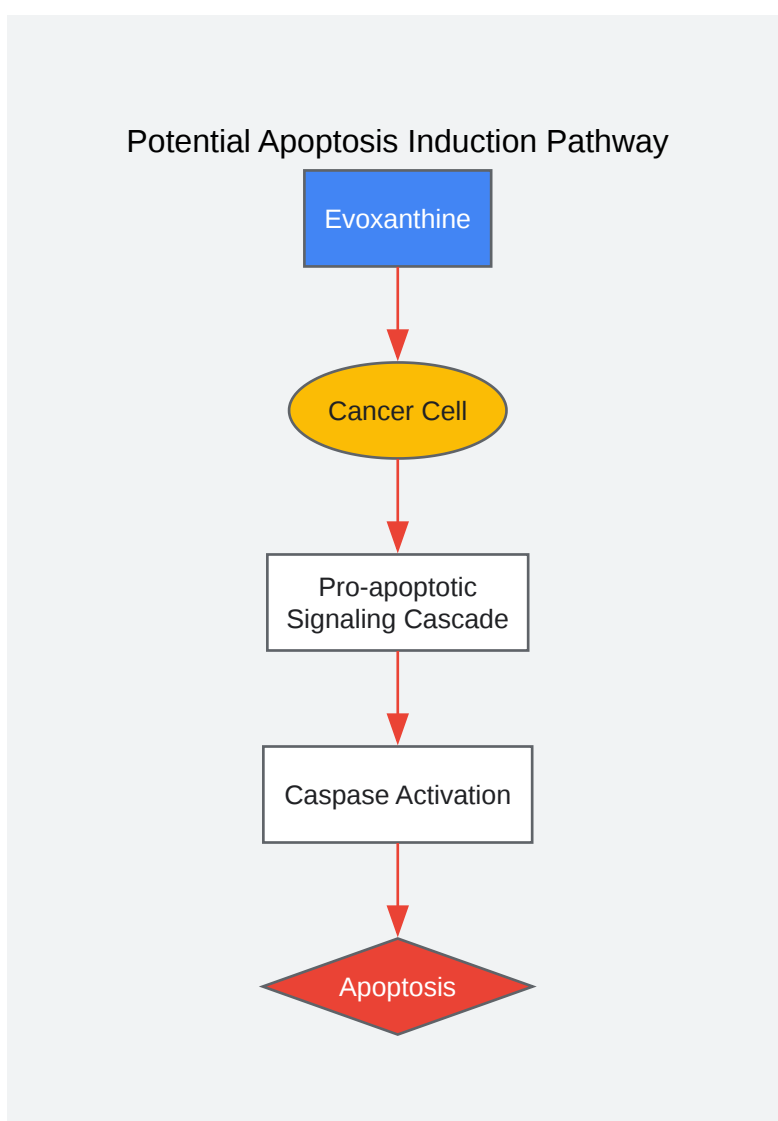 Potential Apoptosis Induction Pathway
Evoxanthine
Cancer Cell
Pro-apoptotic
Signaling Cascade
Caspase Activation
Apoptosis